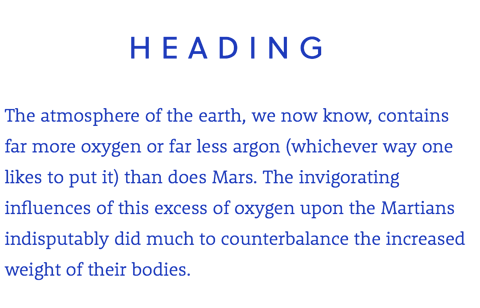 HEADING
The atmosphere of the earth, we now know, contains
far more oxygen or far less argon (whichever way one
likes to put it) than does Mars. The invigorating
influences of this excess of oxygen upon the Martians
indisputably did much to counterbalance the increased
weight of their bodies.